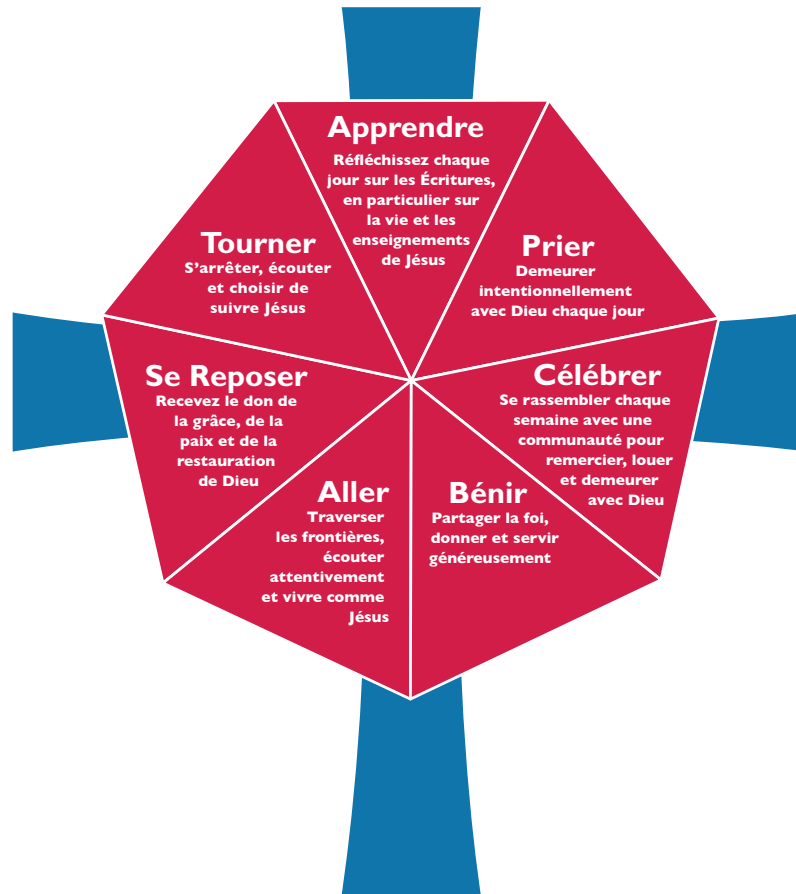 Apprendre
Réfléchissez chaque
jour sur les Écritures,
en particulier sur
la vie et les
enseignements
de Jésus
Tourner
S’arrêter, écouter
et choisir de
suivre Jésus
Prier
Demeurer
intentionnellement
avec Dieu chaque jour
Se Reposer
Recevez le don de
la grâce, de la
paix et de la
restauration
de Dieu
Célébrer
Se rassembler chaque
semaine avec une
communauté pour
remercier, louer
et demeurer
avec Dieu
Aller
Traverser
les frontières,
écouter
attentivement
et vivre comme
Jésus
Bénir
Partager la foi,
donner et servir
généreusement